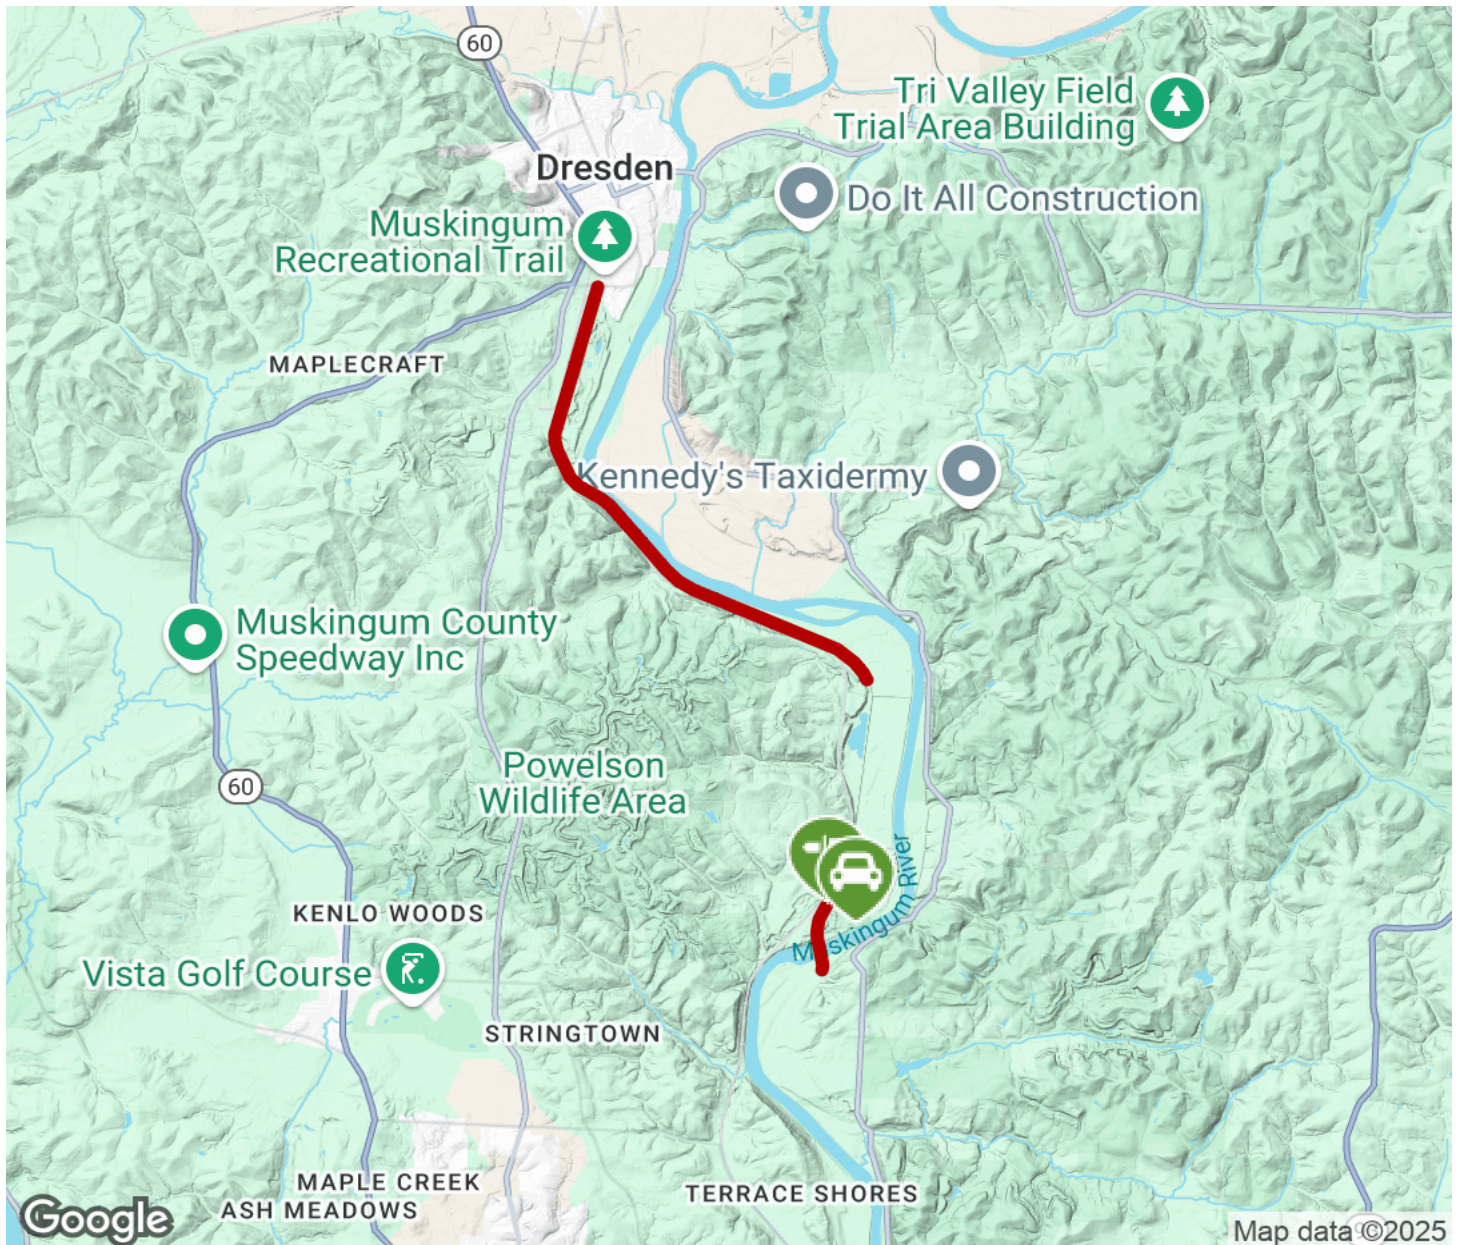 60
Tri Valley Field
Trial Area Building
Dresden
Do It All Construction
Muskingum
Recreational Trail
MAPLECRAFT
Kennedy's Taxidermy
Muskingum County
Speedway Inc
Powelson
Wildlife Area
60
Muskingum River
KENLO WOODS
Vista Golf Course
STRINGTOWN
MAPLE CREEK
TERRACE SHORES
ASH MEADOWS
Google
Map data ©2025